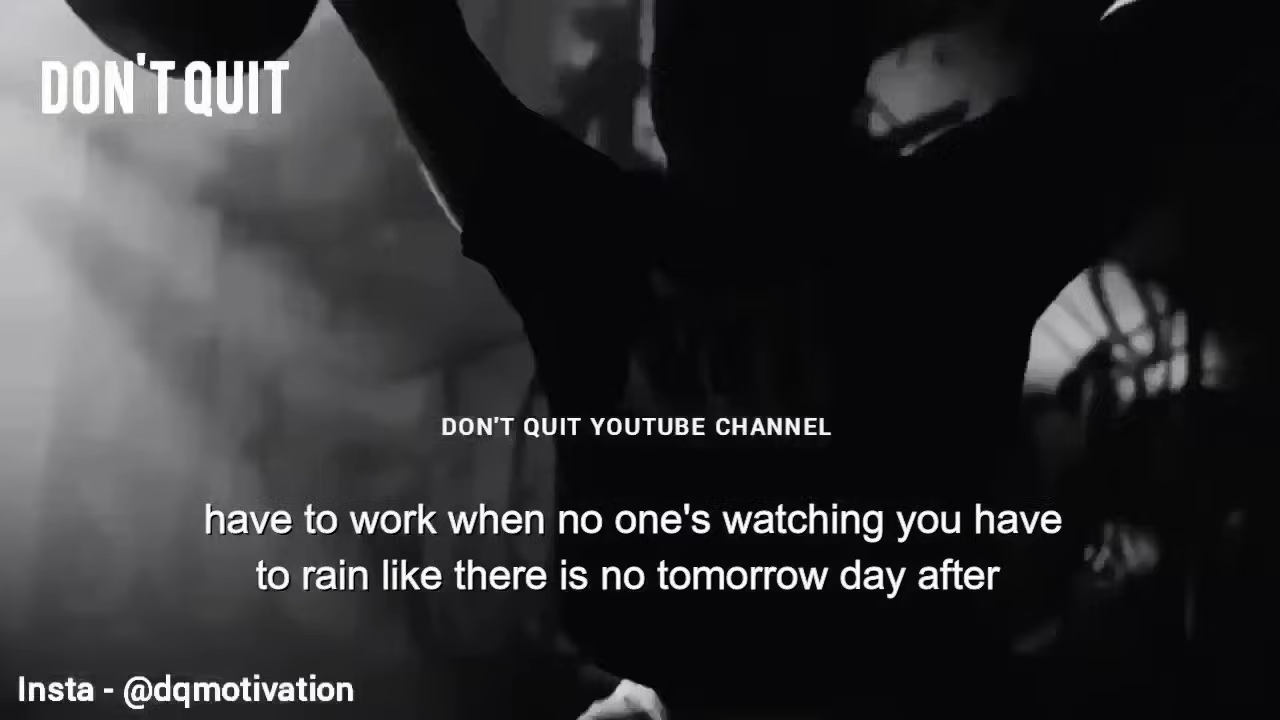 DON'T QUIT
DON'T QUIT YOUTUBE CHANNEL
have to work when no one's watching you have
to rain like there is no tomorrow day after
Insta - @dqmotivation